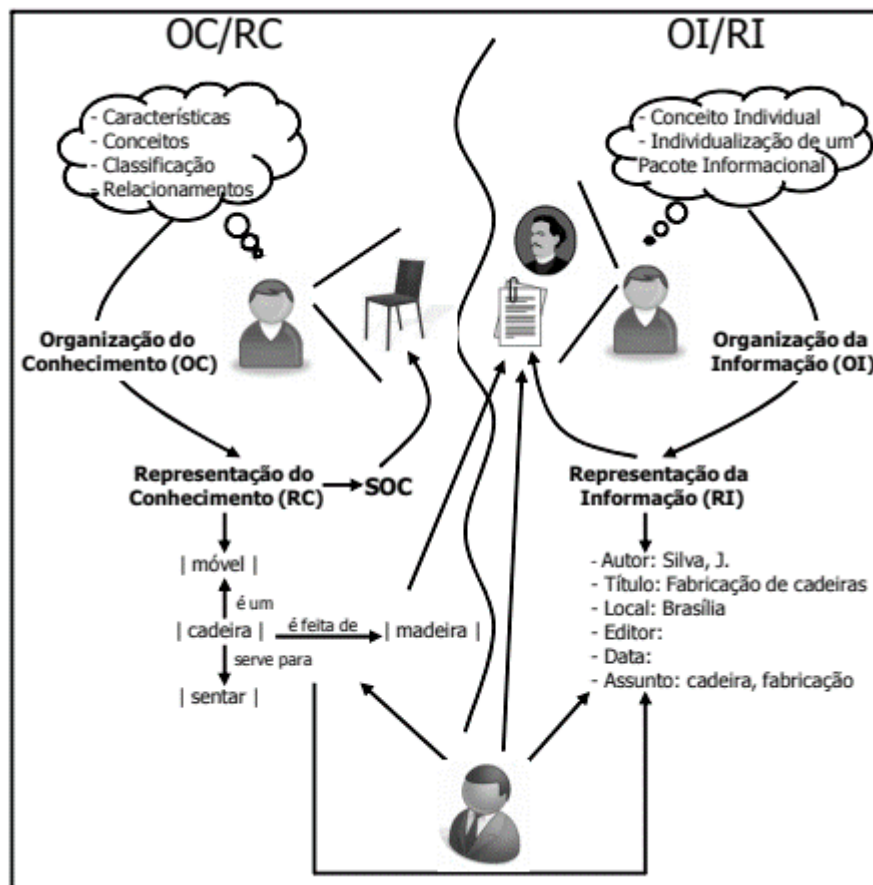 OC/RC
- Características
- Conceitos
- Classificação
- Relacionamentos
Organização do
Conhecimento (OC)
Representação do
Conhecimento (RC)
SOC
| móvel |
é um
| cadeira |
é feita de
| madeira |
serve para
| sentar |
OI/RI
- Conceito Individual
- Individualização de um
Pacote Informacional
Organização da
Informação (OI)
Representação da
Informação (RI)
- Autor: Silva, J.
- Título: Fabricação de cadeiras
- Local: Brasília
- Editor:
- Data:
- Assunto: cadeira, fabricação